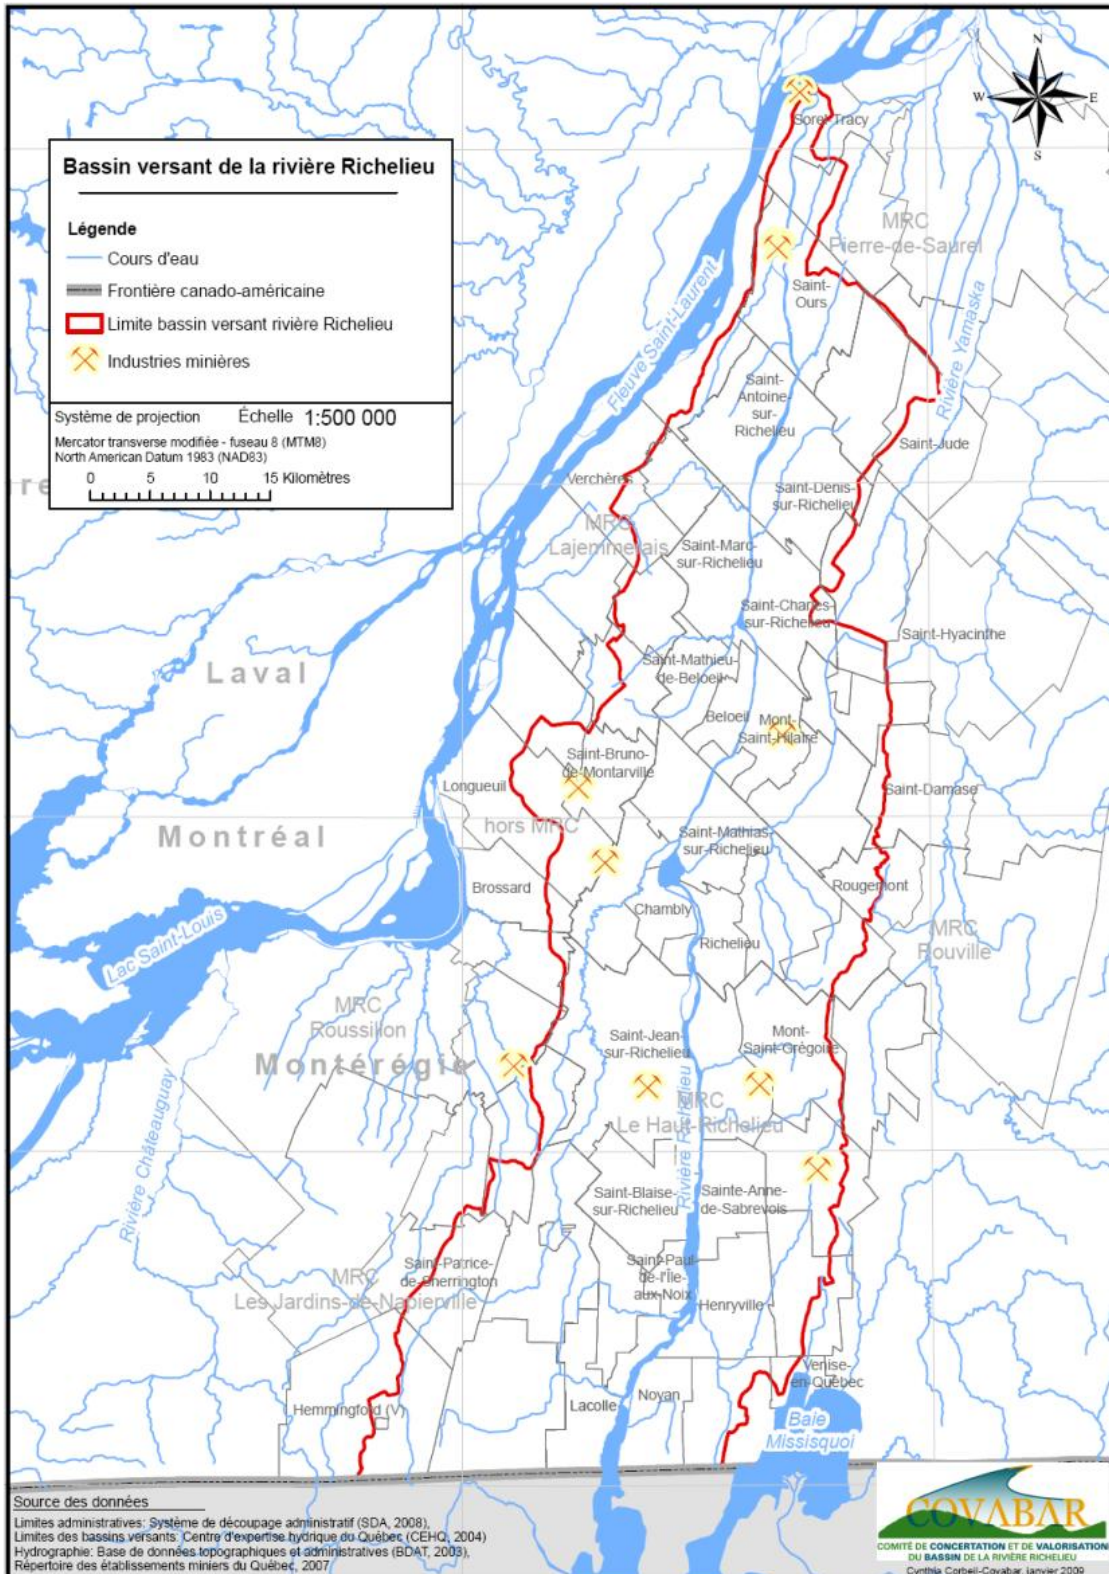 Bassin versant de la rivière Richelieu
Légende
Cours d'eau
Frontière canado-américaine
Limite bassin versant rivière Richelieu
Industries minières
Système de projection Échelle 1:500 000
Mercator transverse modifiée - fuseau 8 (MTM8)
North American Datum 1983 (NAD83)
0 5 10 15 Kilomètres
N
W E
S
Sorel-Tracy
MRC
Pierre-de-Saurel
Saint-
Ours
Fleuve Saint-Laurent
Rivière Yamaska
Saint-
Antoine-
sur-
Richelieu
Saint-Jude
Verchères
Saint-Denis-
sur-Richelieu
MRC
Lajemmerais
Saint-Marc-
sur-Richelieu
Saint-Charles-
sur-Richelieu
Saint-Hyacinthe
Laval
Saint-Mathieu-
de-Beloeil
Beloeil
Mont-
Saint-Hilaire
Saint-Bruno-
de-Montarville
Longueuil
Saint-Damase
hors MRC
Montréal
Saint-Mathias-
sur-Richelieu
Brossard
Rougemont
Chambly
Lac Saint-Louis
Richelieu
MRC
Rouville
MRC
Roussillon
Saint-Jean-
sur-Richelieu
Mont-
Saint-Grégoire
Montérégie
MRC
Le Haut-Richelieu
Rivière Richelieu
Rivière Châteauguay
Saint-Blaise-
sur-Richelieu
Sainte-Anne-
de-Sabrevois
Saint-Patrice-
de-Sherrington
Saint-Paul-
de-l'Île-
aux-Noix
MRC
Les Jardins-de-Napierville
Henryville
Venise-
en-Québec
Hemmingford (V)
Lacolle
Noyan
Baie
Missisquoi
Source des données
Limites administratives: Système de découpage administratif (SDA, 2008),
Limites des bassins versants: Centre d'expertise hydrique du Québec (CEHQ, 2004)
Hydrographie: Base de données topographiques et administratives (BDAT, 2003),
Répertoire des établissements miniers du Québec, 2007
COVABAR
COMITÉ DE CONCERTATION ET DE VALORISATION
DU BASSIN DE LA RIVIÈRE RICHELIEU
Cynthia Corbeil-Covabar, janvier 2009